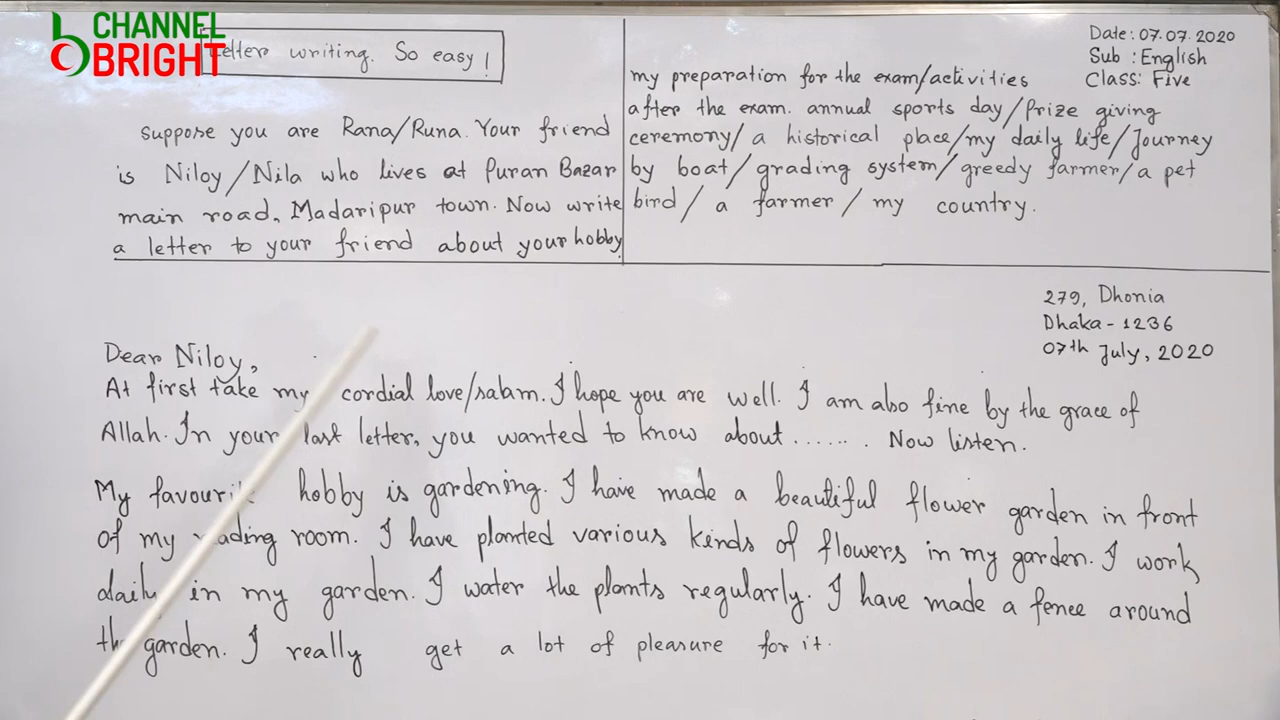 CHANNEL
BRIGHT
Letter writing. So easy!
Suppose you are Rana/Runa. Your friend
is Niloy/Nila who lives at Puran Bazar
main road, Madaripur town. Now write
a letter to your friend about your hobby
Date: 07.07.2020
Sub : English
Class: Five
my preparation for the exam/activities
after the exam. annual sports day/Prize giving
ceremony/a historical place/my daily life/Journey
by boat/grading system/greedy farmer/a pet
bird/a farmer/my country.
279, Dhonia
Dhaka-1236
07th July, 2020
Dear Niloy,
At first take my cordial love/salam. I hope you are well. I am also fine by the grace of
Allah. In your last letter, you wanted to know about ....... Now listen.
My favourite hobby is gardening. I have made a beautiful flower garden in front
of my reading room. I have planted various kinds of flowers in my garden. I work
daily in my garden. I water the plants regularly. I have made a fence around
the garden. I really get a lot of pleasure for it.